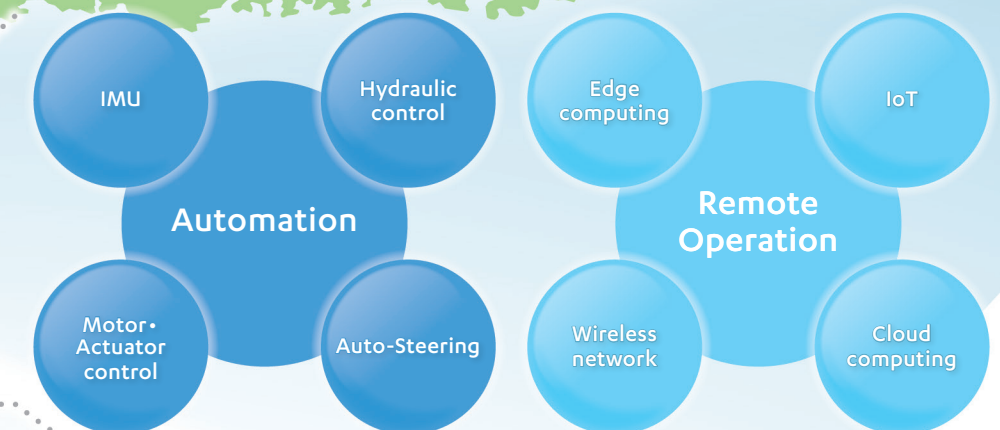 IMU
Hydraulic
control
Automation
Motor•
Actuator
control
Auto-Steering
Edge
computing
IoT
Remote
Operation
Wireless
network
Cloud
computing